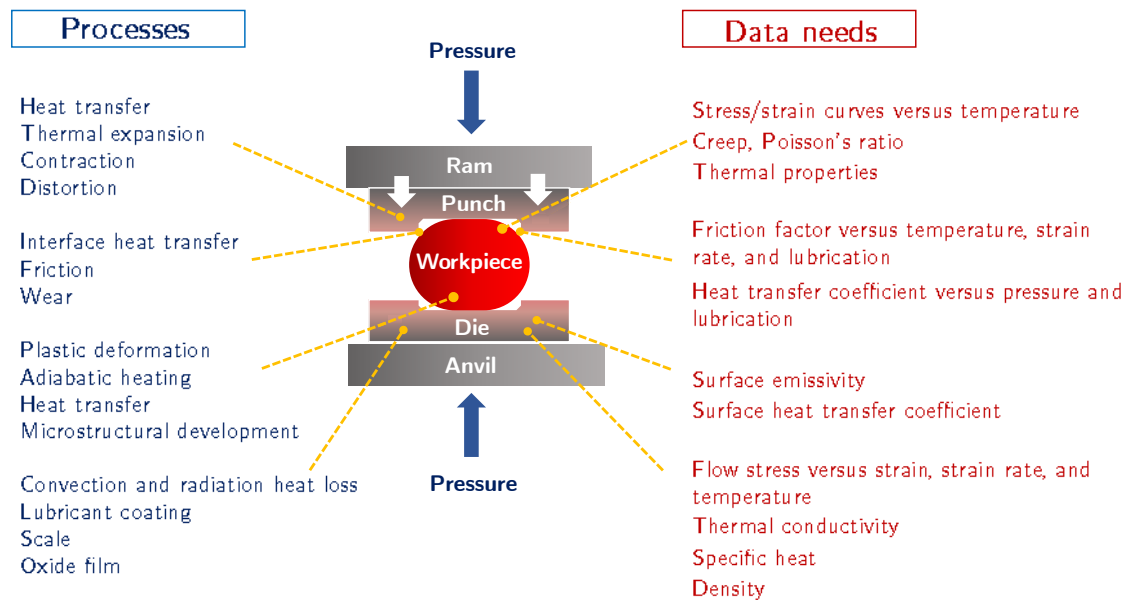 Processes
Heat transfer
Thermal expansion
Contraction
Distortion
Interface heat transfer
Friction
Wear
Plastic deformation
Adiabatic heating
Heat transfer
Microstructural development
Convection and radiation heat loss
Lubricant coating
Scale
Oxide film
Pressure
Ram
Punch
Workpiece
Die
Anvil
Pressure
Data needs
Stress/strain curves versus temperature
Creep, Poisson's ratio
Thermal properties
Friction factor versus temperature, strain
rate, and lubrication
Heat transfer coefficient versus pressure and
lubrication
Surface emissivity
Surface heat transfer coefficient
Flow stress versus strain, strain rate, and
temperature
Thermal conductivity
Specific heat
Density